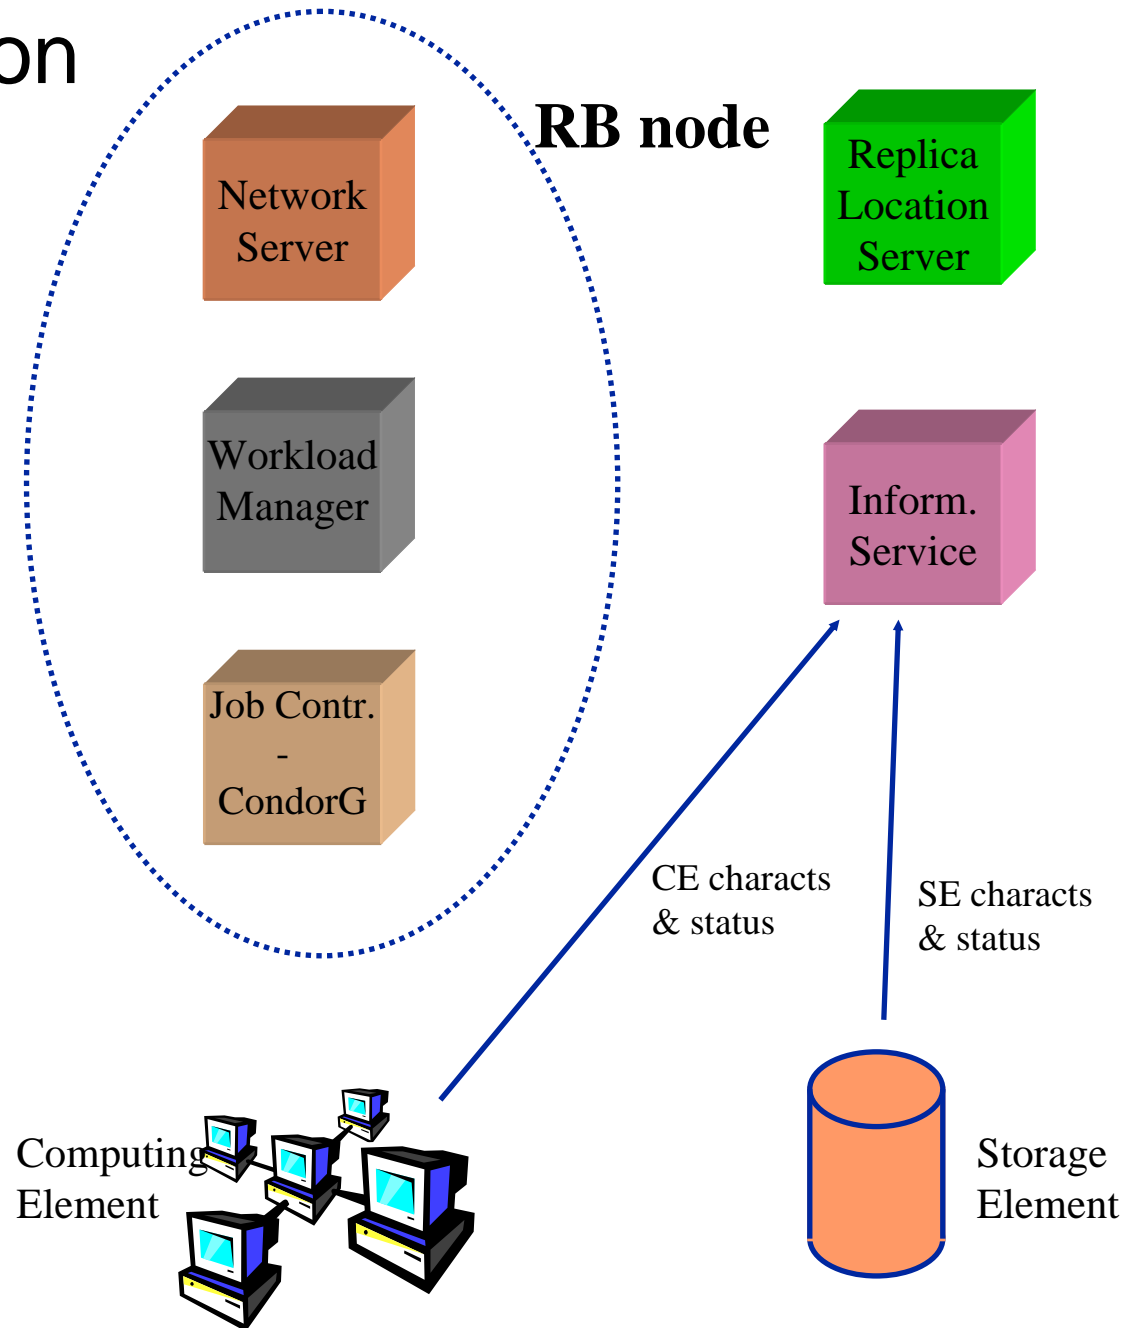 on
RB node
Network
Server
Replica
Location
Server
Workload
Manager
Inform.
Service
Job Contr.
-
CondorG
CE characts
& status
SE characts
& status
Computing
Element
Storage
Element